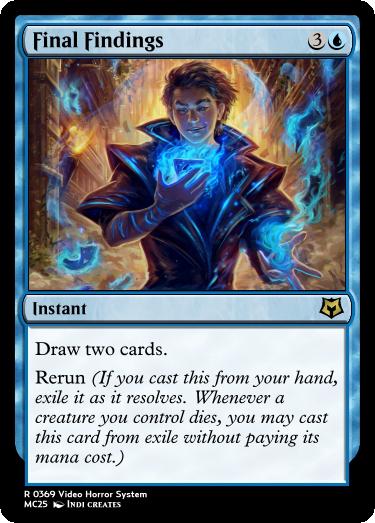 Final Findings 3
Instant
Draw two cards.
Rerun (If you cast this from your hand,
exile it as it resolves. Whenever a
creature you control dies, you may cast
this card from exile without paying its
mana cost.)
R 0369 Video Horror System
MC25 INDI CREATES